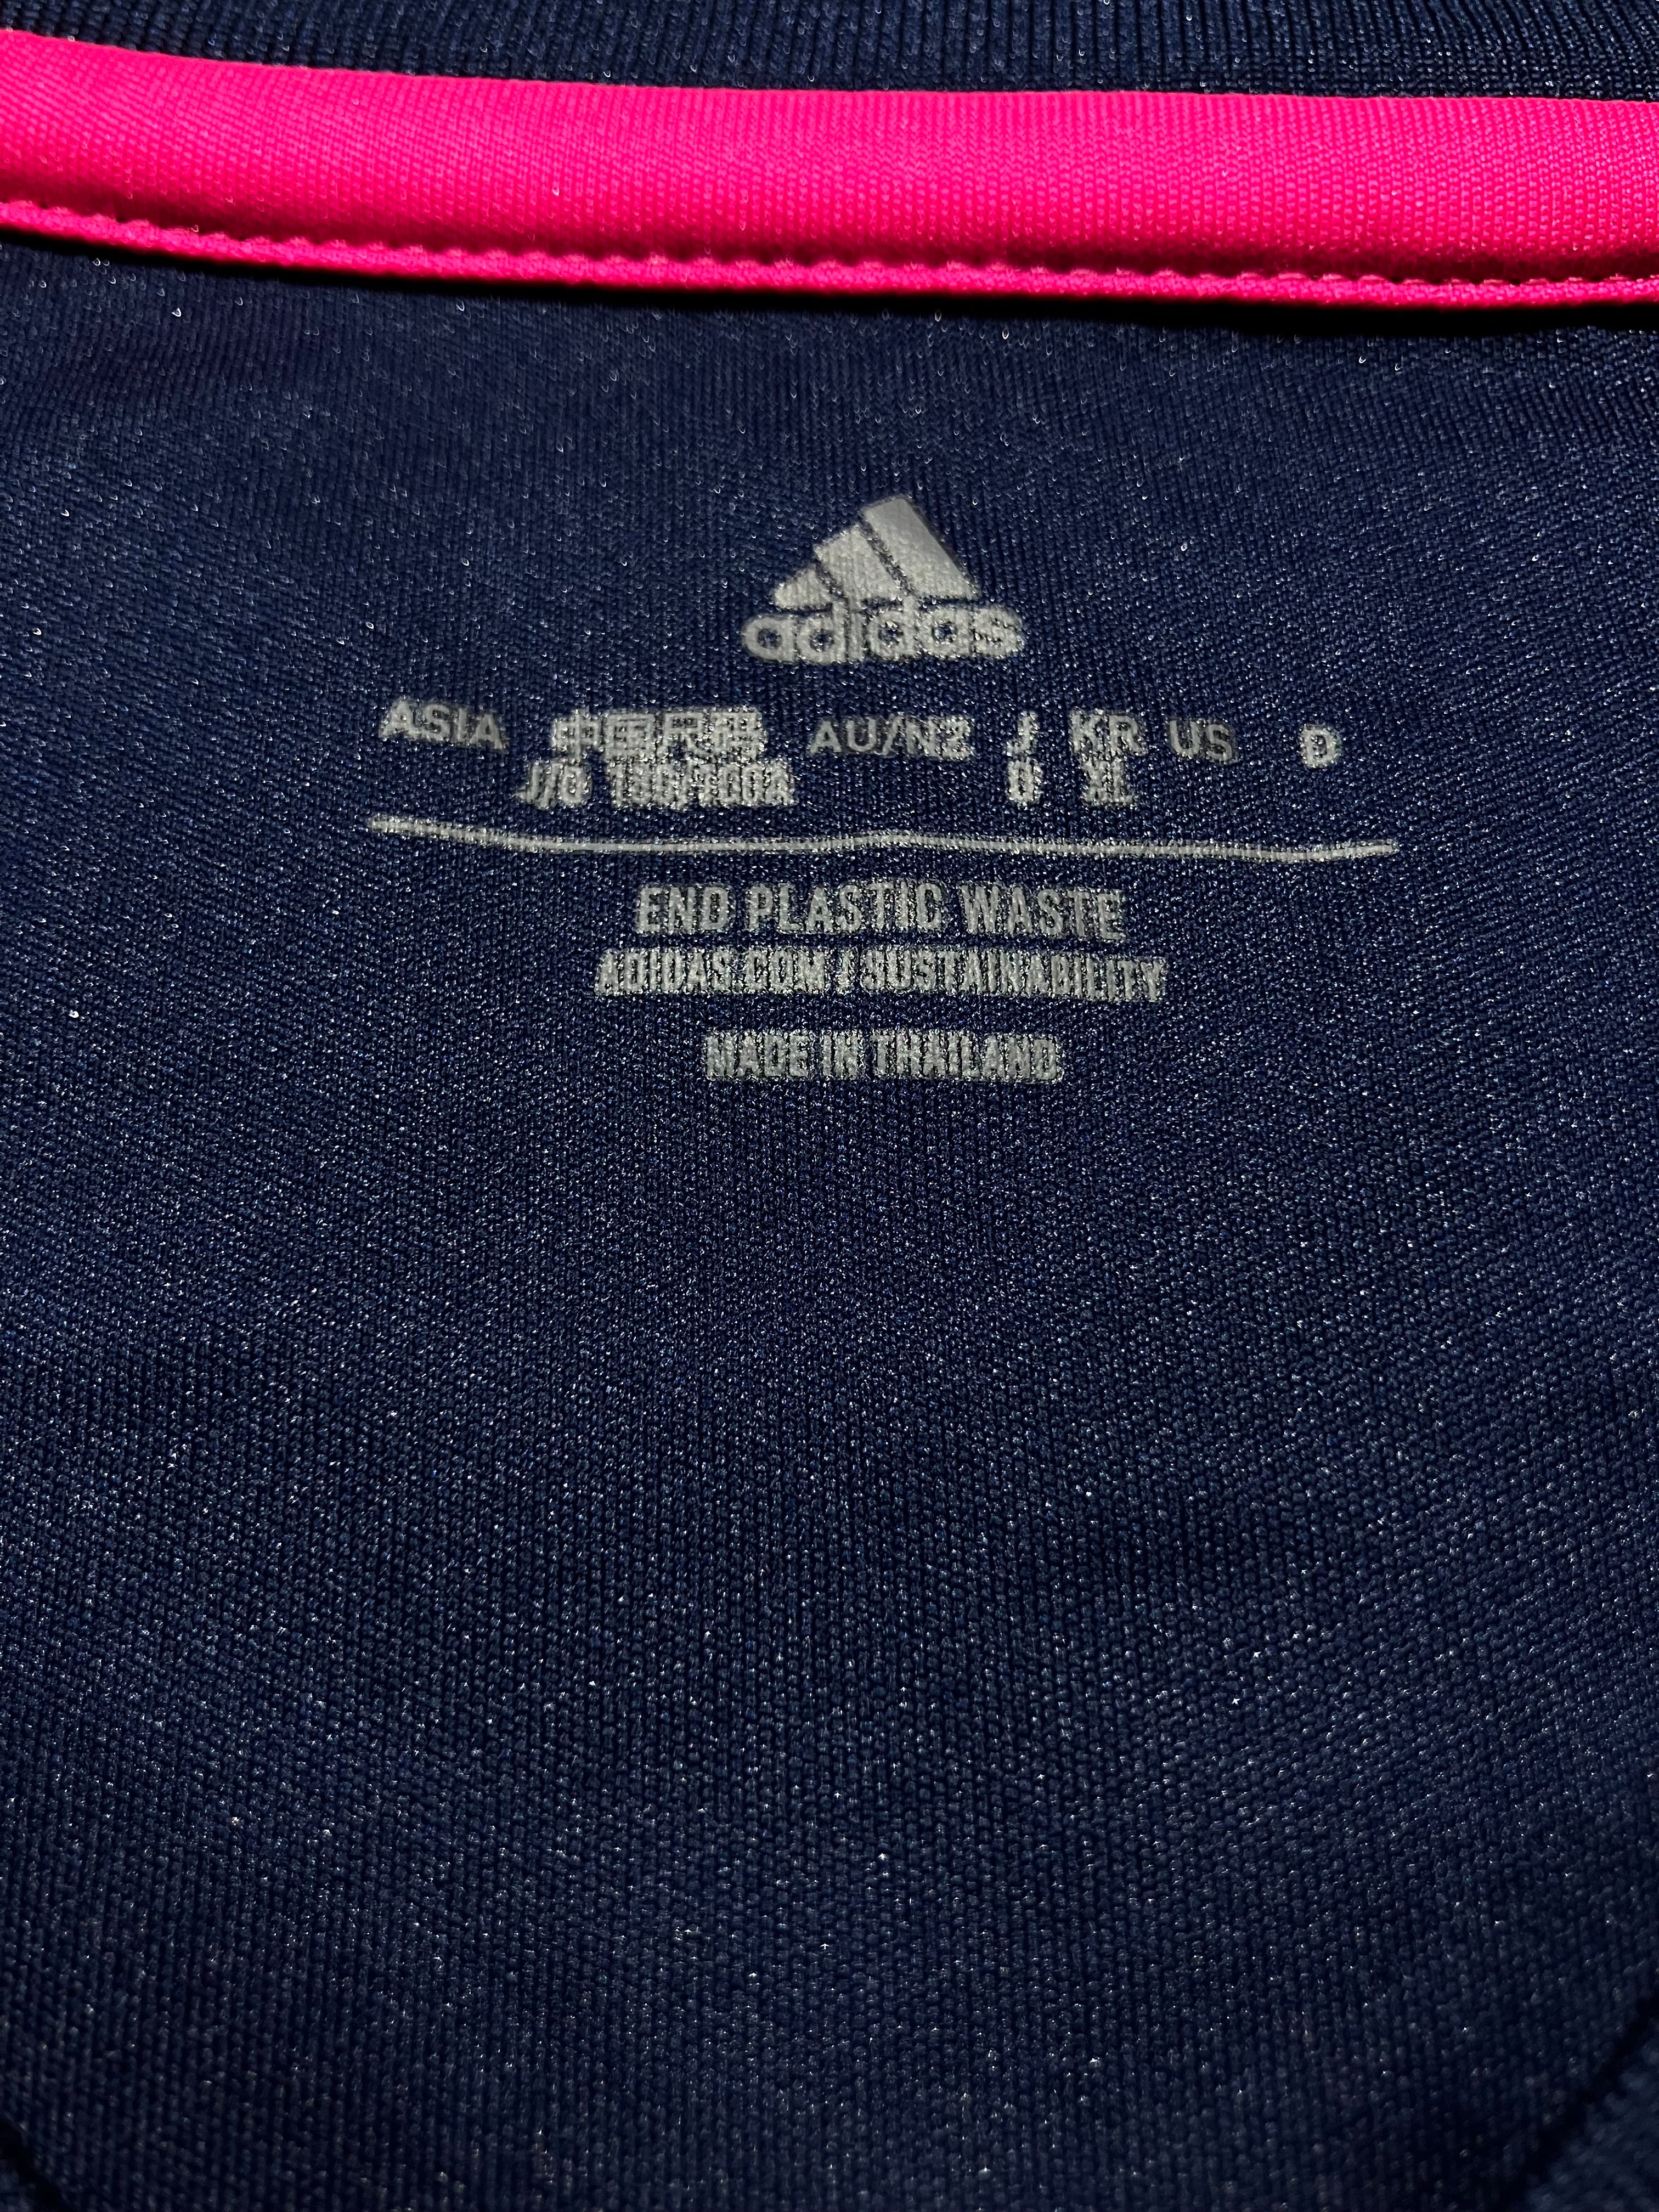 adidas
ASIA 中国尺码 AU/NZ J KR US D
J/O XL
END PLASTIC WASTE
ADIDAS.COM / SUSTAINABILITY
MADE IN THAILAND